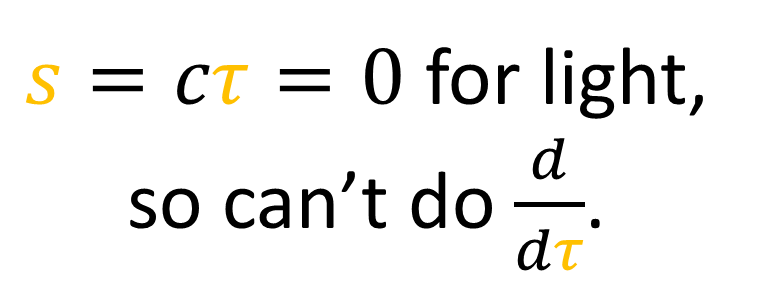 s = cτ = 0 for light,
so can’t do d/dτ.